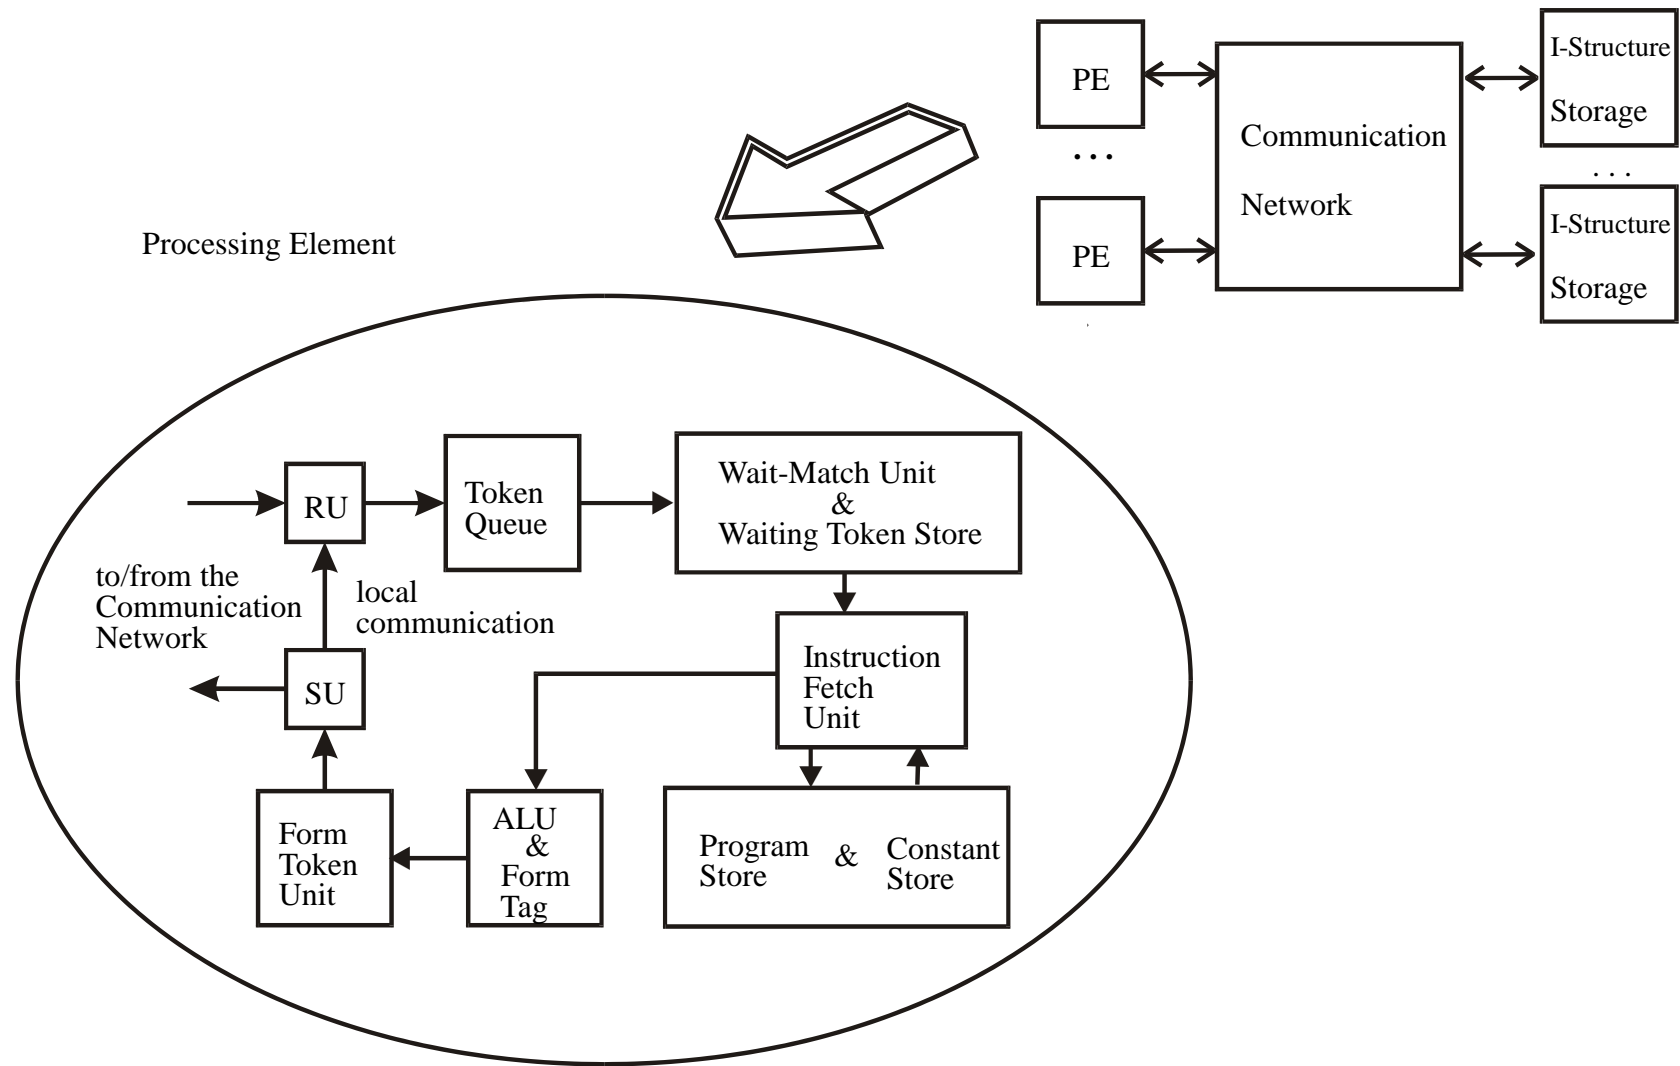 PE
. . .
PE
Communication
Network
I-Structure
Storage
. . .
I-Structure
Storage
Processing Element
RU
Token
Queue
Wait-Match Unit
&
Waiting Token Store
to/from the
Communication
Network
local
communication
SU
Instruction
Fetch
Unit
Form
Token
Unit
ALU
&
Form
Tag
Program
Store
&
Constant
Store